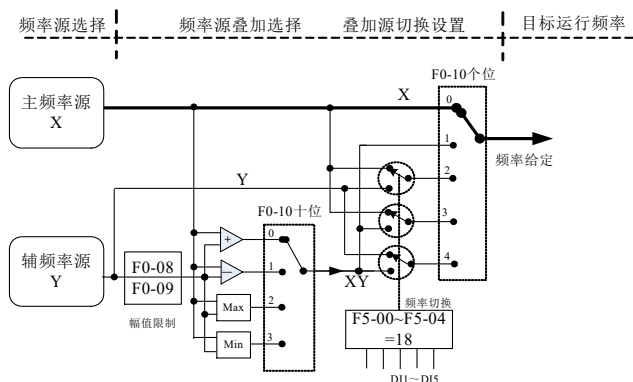 频率源选择
频率源叠加选择
叠加源切换设置
目标运行频率
F0-10个位
主频率源
X
X
0
1
频率给定
2
Y
F0-10十位
3
辅频率源
Y
F0-08
F0-09
幅值限制
+
0
4
−
1
XY
Max
2
频率切换
F5-00~F5-04
=18
Min
3
DI1～DI5